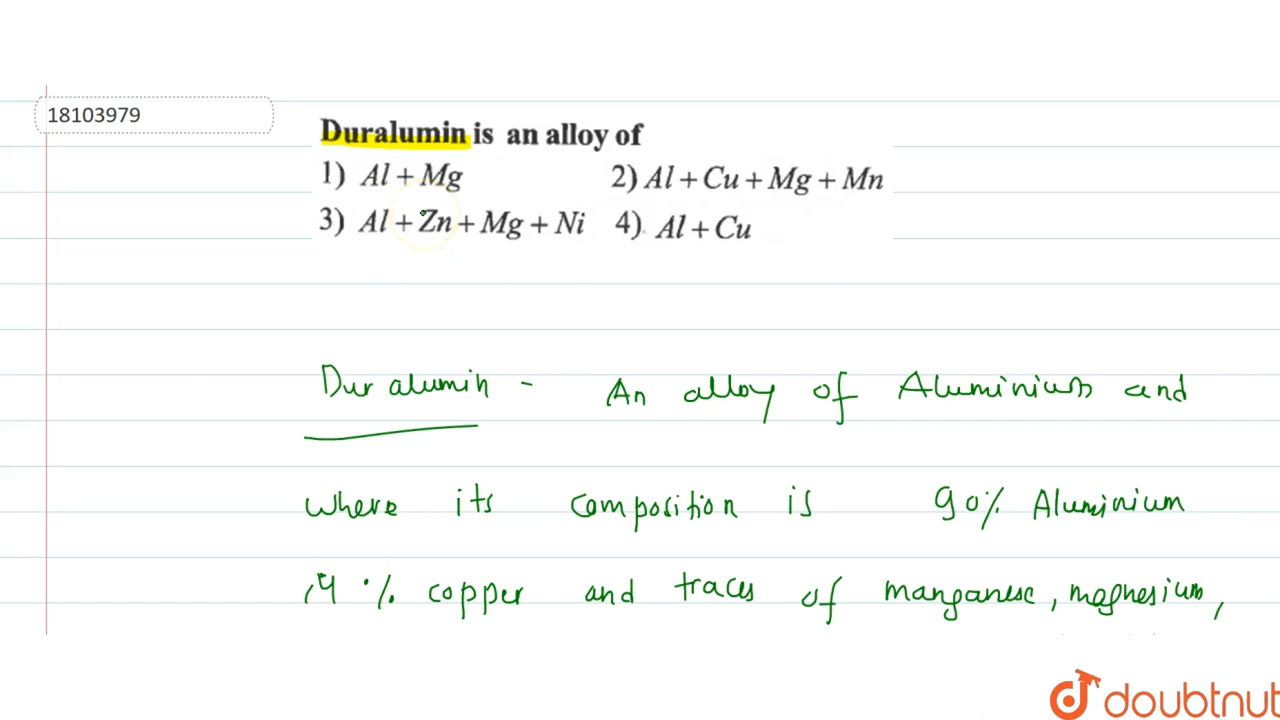 18103979
Duralumin is an alloy of
1) Al + Mg 2) Al + Cu + Mg + Mn
3) Al + Zn + Mg + Ni 4) Al + Cu
Duralumin - An alloy of Aluminium and
where its composition is 90% Aluminium
,4 % copper and traces of manganese, magnesium,
doubtnut